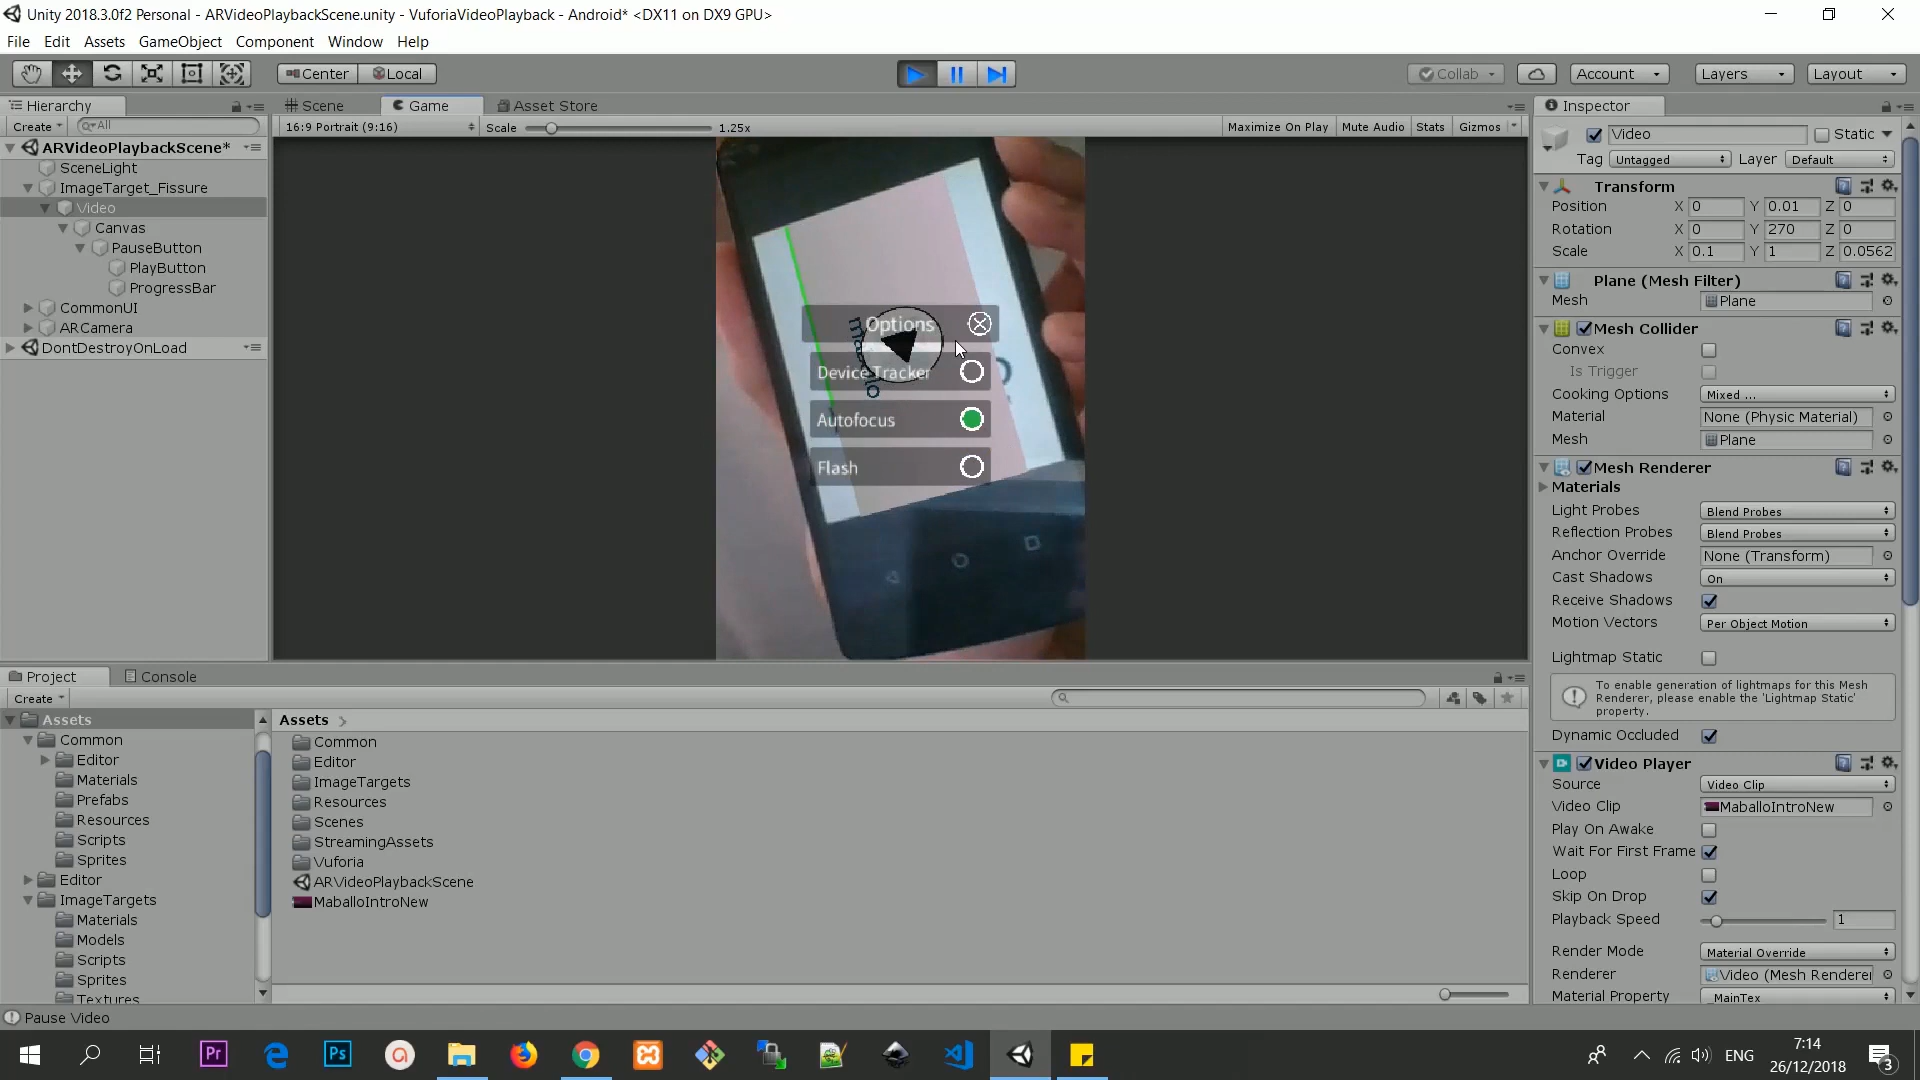 Unity 2018.3.0f2 Personal - ARVideoPlaybackScene.unity - VuforiaVideoPlayback - Android* <DX11 on DX9 GPU>
File Edit Assets GameObject Component Window Help
Center Local Collab Account Layers Layout
Hierarchy
Create All
ARVideoPlaybackScene*
SceneLight
ImageTarget_Fissure
Video
Canvas
PauseButton
PlayButton
ProgressBar
CommonUI
ARCamera
DontDestroyOnLoad
Scene Game Asset Store
16:9 Portrait (9:16) Scale 1.25x Maximize On Play Mute Audio Stats Gizmos
Options
Device Tracker
Autofocus
Flash
Inspector
Video Static
Tag Untagged Layer Default
Transform
Position X 0 Y 0.01 Z 0
Rotation X 0 Y 270 Z 0
Scale X 0.1 Y 1 Z 0.0562
Plane (Mesh Filter)
Mesh Plane
Mesh Collider
Convex
Is Trigger
Cooking Options Mixed ...
Material None (Physic Material)
Mesh Plane
Mesh Renderer
Materials
Light Probes Blend Probes
Reflection Probes Blend Probes
Anchor Override None (Transform)
Cast Shadows On
Receive Shadows
Motion Vectors Per Object Motion
Lightmap Static
To enable generation of lightmaps for this Mesh
Renderer, please enable the 'Lightmap Static'
property.
Dynamic Occluded
Video Player
Source Video Clip
Video Clip MaballoIntroNew
Play On Awake
Wait For First Frame
Loop
Skip On Drop
Playback Speed 1
Render Mode Material Override
Renderer Video (Mesh Renderer
Material Property _MainTex
Project Console
Create
Assets
Common
Editor
Materials
Prefabs
Resources
Scripts
Sprites
Editor
ImageTargets
Materials
Models
Scripts
Sprites
Textures
Assets
Common
Editor
ImageTargets
Resources
Scenes
StreamingAssets
Vuforia
ARVideoPlaybackScene
MaballoIntroNew
Pause Video
Pr Ps ENG
7:14
26/12/2018
3